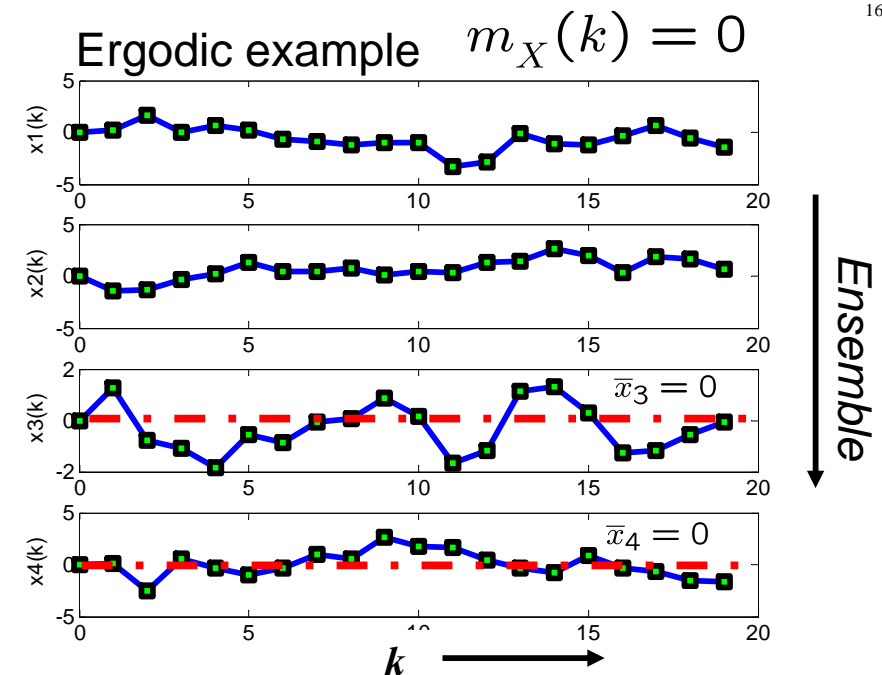 16
Ergodic example m_X(k) = 0
5
0
-5
x1(k)
0 5 10 15 20
5
0
-5
x2(k)
0 5 10 15 20
2
0
-2
x3(k)
x̅₃ = 0
0 5 10 15 20
5
0
-5
x4(k)
x̅₄ = 0
0 5 15 20
k
Ensemble